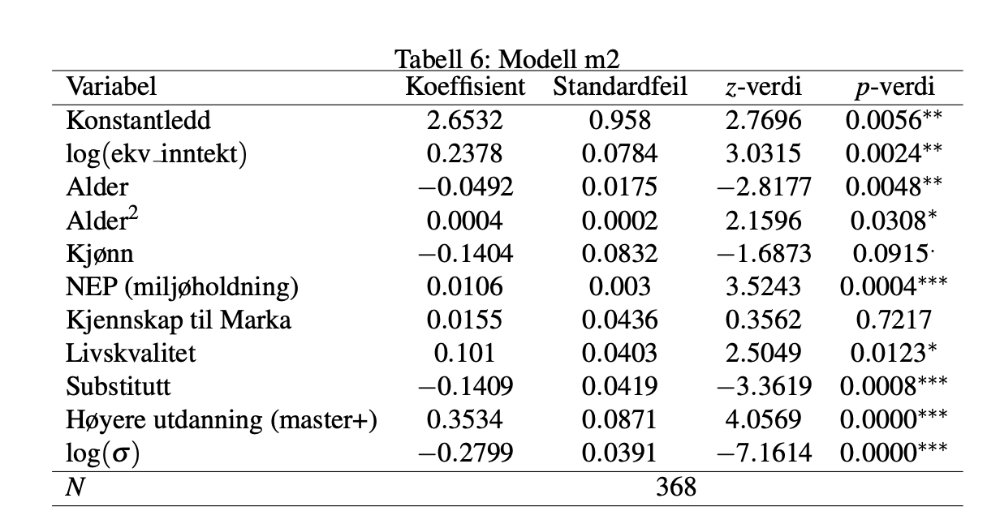 Tabell 6: Modell m2
Variabel Koeffisient Standardfeil z-verdi p-verdi
Konstantledd 2.6532 0.958 2.7696 0.0056**
log(ekv_inntekt) 0.2378 0.0784 3.0315 0.0024**
Alder −0.0492 0.0175 −2.8177 0.0048**
Alder² 0.0004 0.0002 2.1596 0.0308*
Kjønn −0.1404 0.0832 −1.6873 0.0915·
NEP (miljøholdning) 0.0106 0.003 3.5243 0.0004***
Kjennskap til Marka 0.0155 0.0436 0.3562 0.7217
Livskvalitet 0.101 0.0403 2.5049 0.0123*
Substitutt −0.1409 0.0419 −3.3619 0.0008***
Høyere utdanning (master+) 0.3534 0.0871 4.0569 0.0000***
log(σ) −0.2799 0.0391 −7.1614 0.0000***
N 368